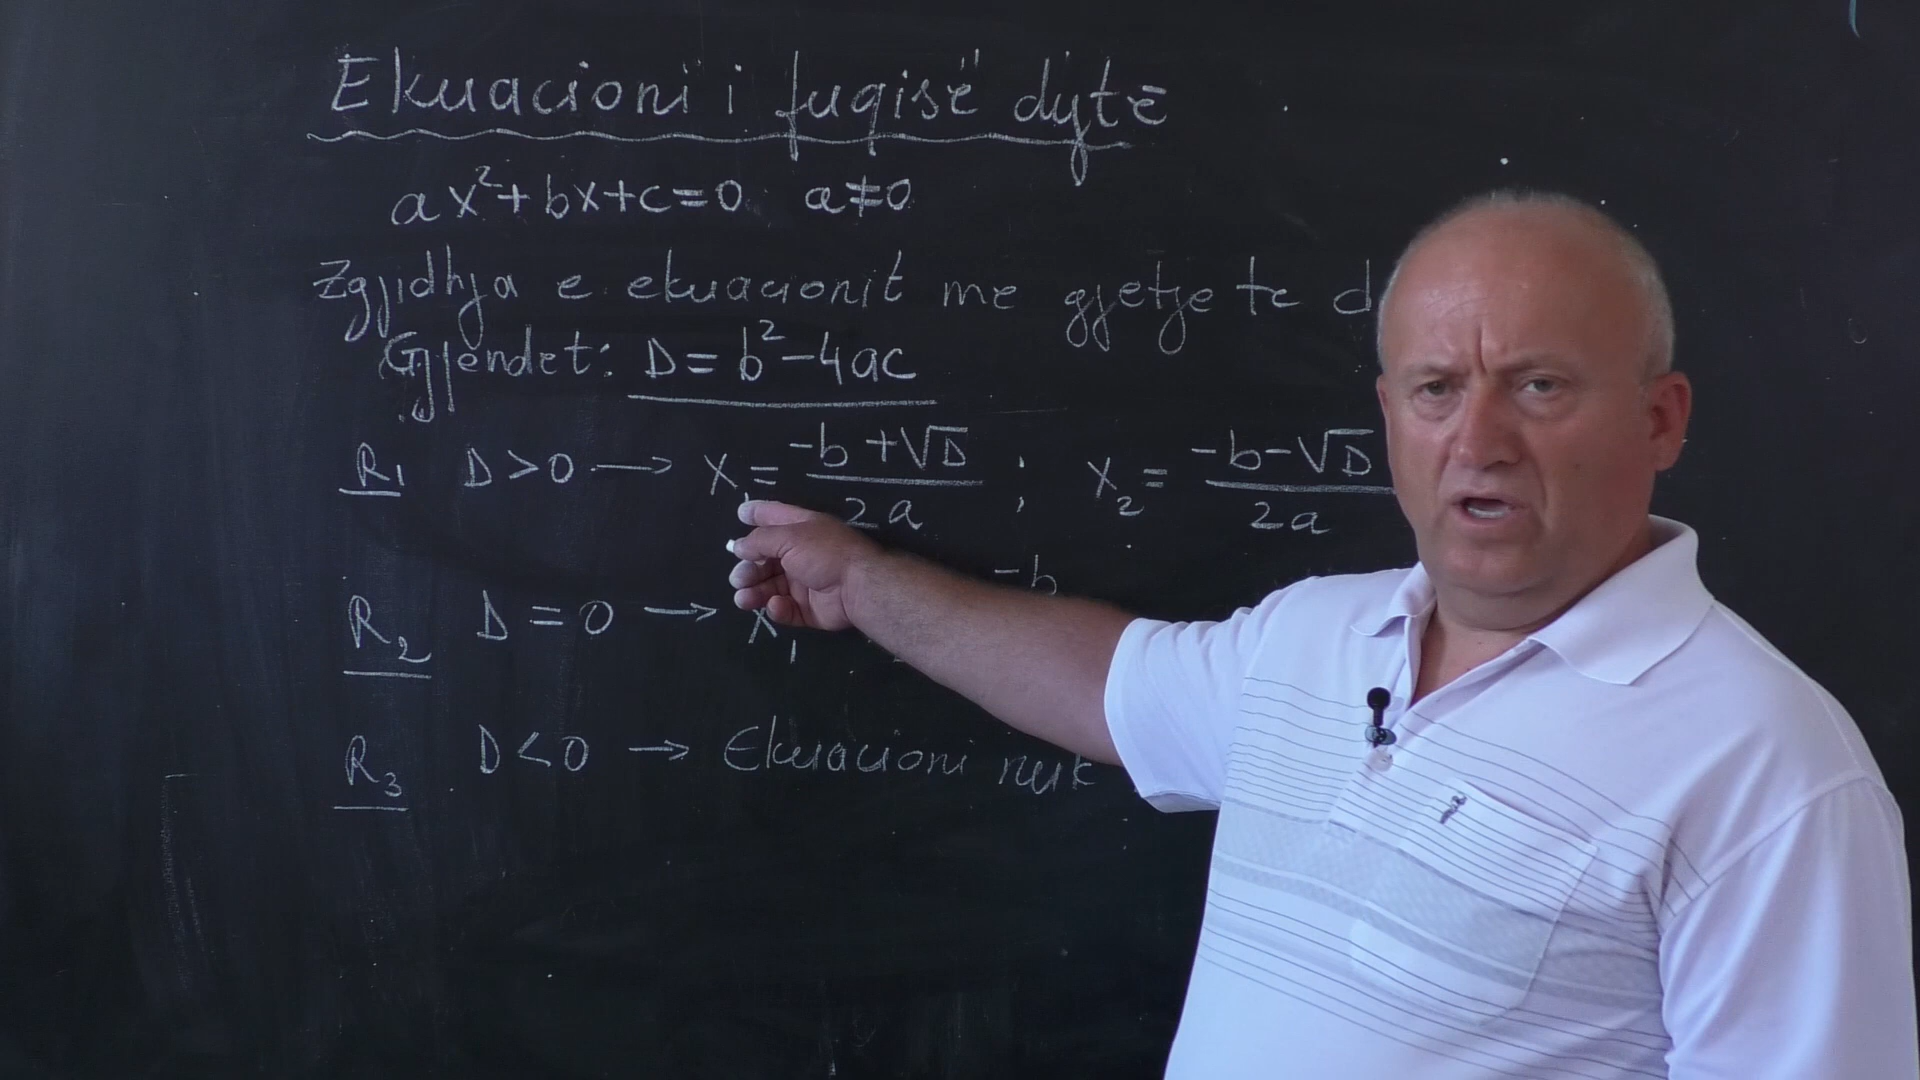 Ekuacioni i fuqisë dytë
ax²+bx+c=0 a≠0
Zgjidhja e ekuacionit me gjetje te d
Gjendet: D=b²-4ac
R₁ D>0 → x₁= (-b+√D)/2a ; x₂= (-b-√D)/2a
R₂ D=0 → x₁ -b
R₃ D<0 → Ekuacioni nuk